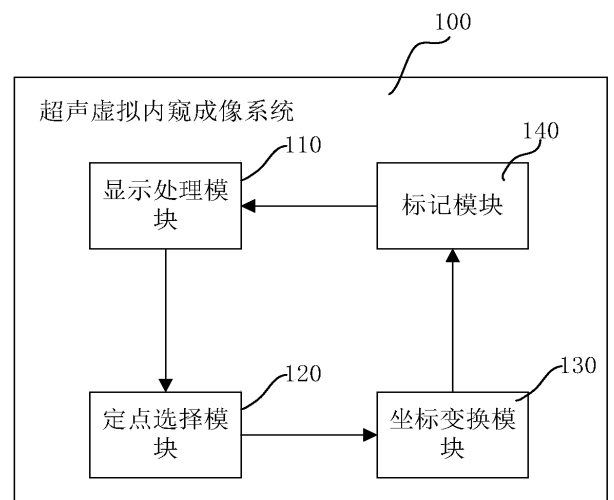 100
超声虚拟内窥成像系统
110
显示处理模
块
140
标记模块
120
定点选择模
块
130
坐标变换模
块